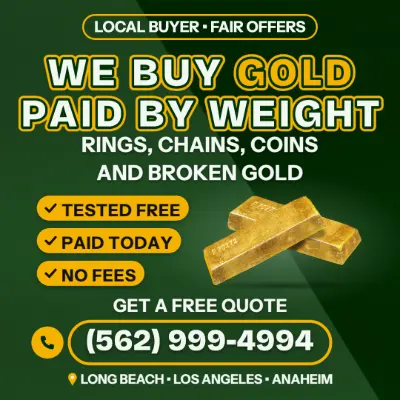 LOCAL BUYER • FAIR OFFERS
WE BUY GOLD
PAID BY WEIGHT
RINGS, CHAINS, COINS
AND BROKEN GOLD
TESTED FREE
PAID TODAY
NO FEES
GET A FREE QUOTE
(562) 999-4994
LONG BEACH • LOS ANGELES • ANAHEIM